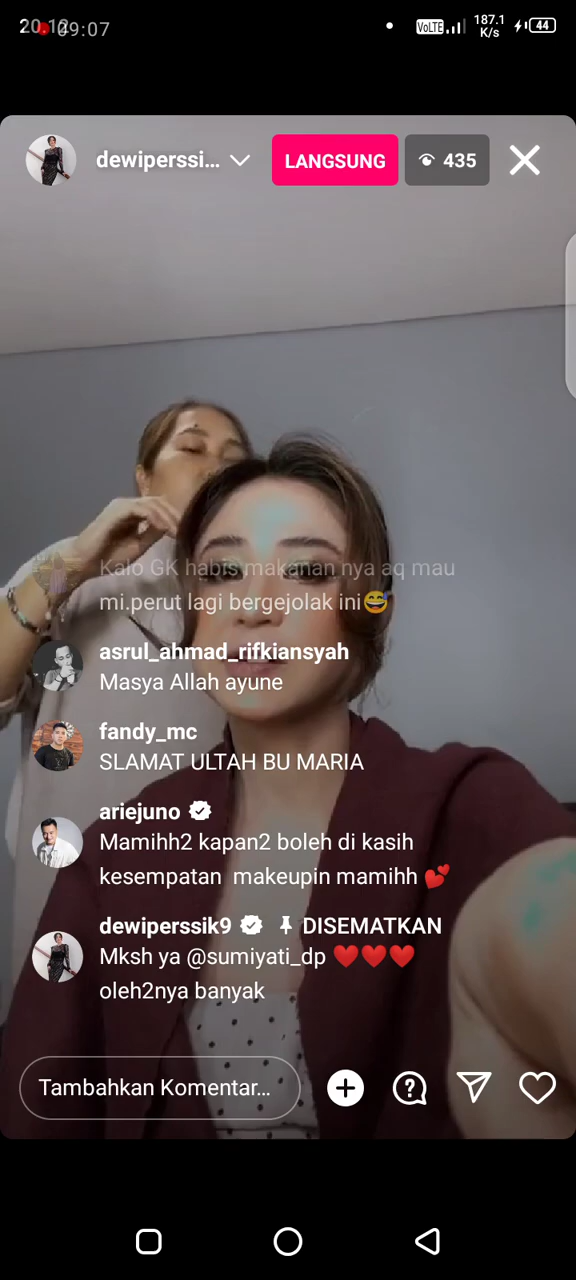 20.12
09:07
VoLTE
187.1
K/s
44
dewiperssi...
LANGSUNG
435
Kalo GK habis makanan nya aq mau
mi.perut lagi bergejolak ini😅
asrul_ahmad_rifkiansyah
Masya Allah ayune
fandy_mc
SLAMAT ULTAH BU MARIA
ariejuno
Mamihh2 kapan2 boleh di kasih
kesempatan makeupin mamihh 💕
dewiperssik9 DISEMATKAN
Mksh ya @sumiyati_dp ❤️❤️❤️
oleh2nya banyak
Tambahkan Komentar...